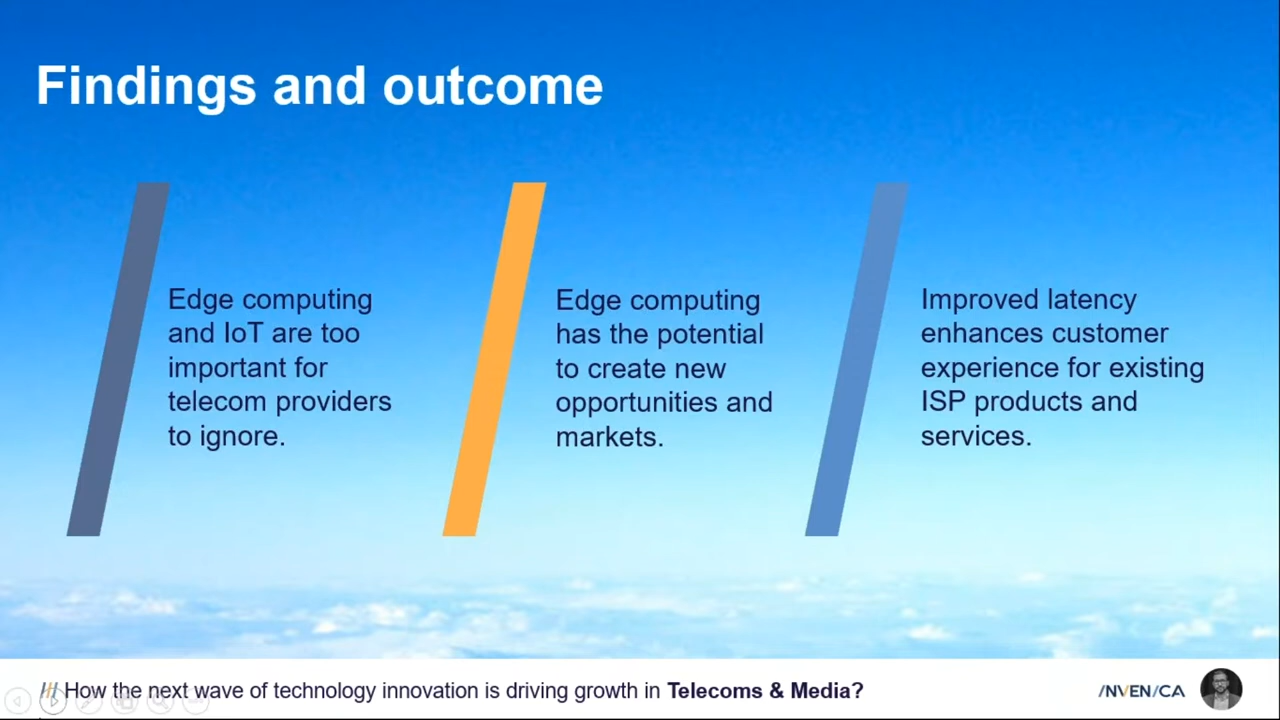 Findings and outcome
Edge computing
and IoT are too
important for
telecom providers
to ignore.
Edge computing
has the potential
to create new
opportunities and
markets.
Improved latency
enhances customer
experience for existing
ISP products and
services.
How the next wave of technology innovation is driving growth in Telecoms & Media?
/NVEN/CA